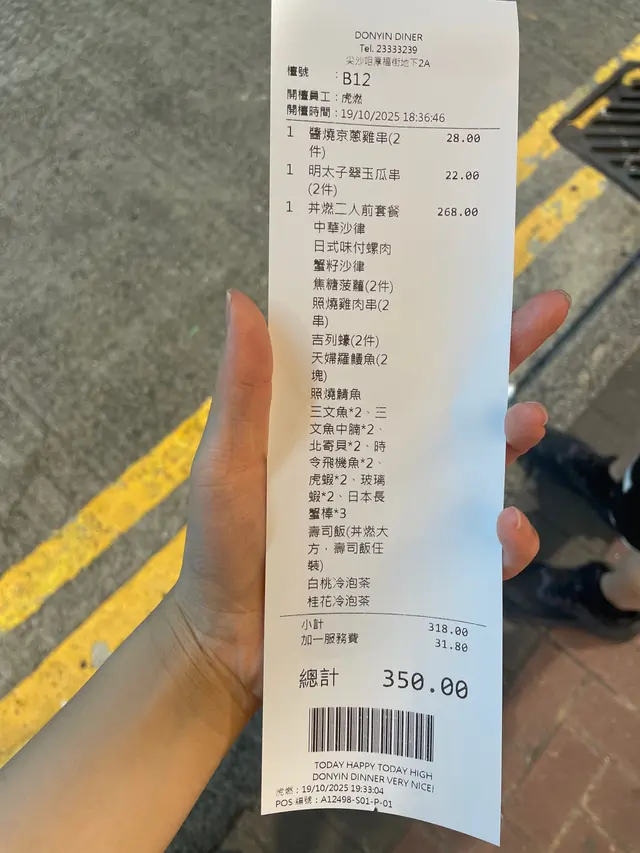 DONYIN DINER
Tel. 23333239
尖沙咀厚福街地下2A
檯號 : B12
開檯員工 : 虎燃
開檯時間 : 19/10/2025 18:36:46
1 醬燒京蔥雞串(2 28.00
件)
1 明太子翠玉瓜串 22.00
(2件)
1 丼燃二人前套餐 268.00
中華沙律
日式味付螺肉
蟹籽沙律
焦糖菠蘿(2件)
照燒雞肉串(2
串)
吉列蠔(2件)
天婦羅鱔魚(2
塊)
照燒鯖魚
三文魚*2、三
文魚中腩*2、
北寄貝*2、時
令飛機魚*2、
虎蝦*2、玻璃
蝦*2、日本長
蟹棒*3
壽司飯(丼燃大
方，壽司飯任
裝)
白桃冷泡茶
桂花冷泡茶
小計 318.00
加一服務費 31.80
總計 350.00
TODAY HAPPY TODAY HIGH
DONYIN DINNER VERY NICE!
虎燃 : 19/10/2025 19:33:04
POS 編號 : A12498-S01-P-01